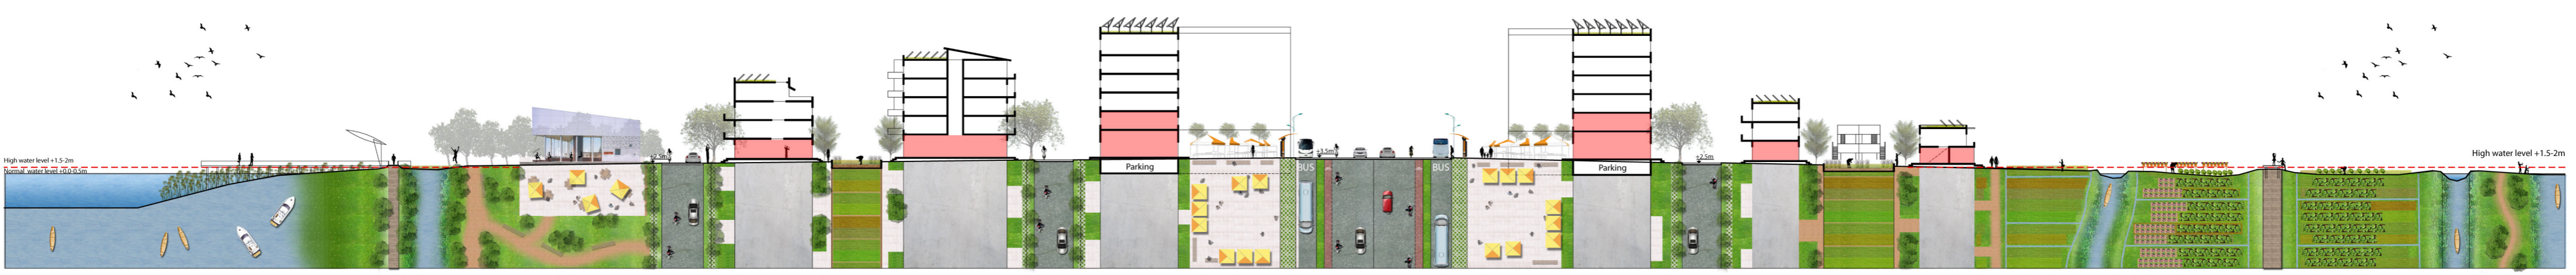 High water level +1.5-2m
Normal water level +0.0-0.5m
+2.5m
Parking
BUS
+3.5m
BUS
Parking
+2.5m
High water level +1.5-2m